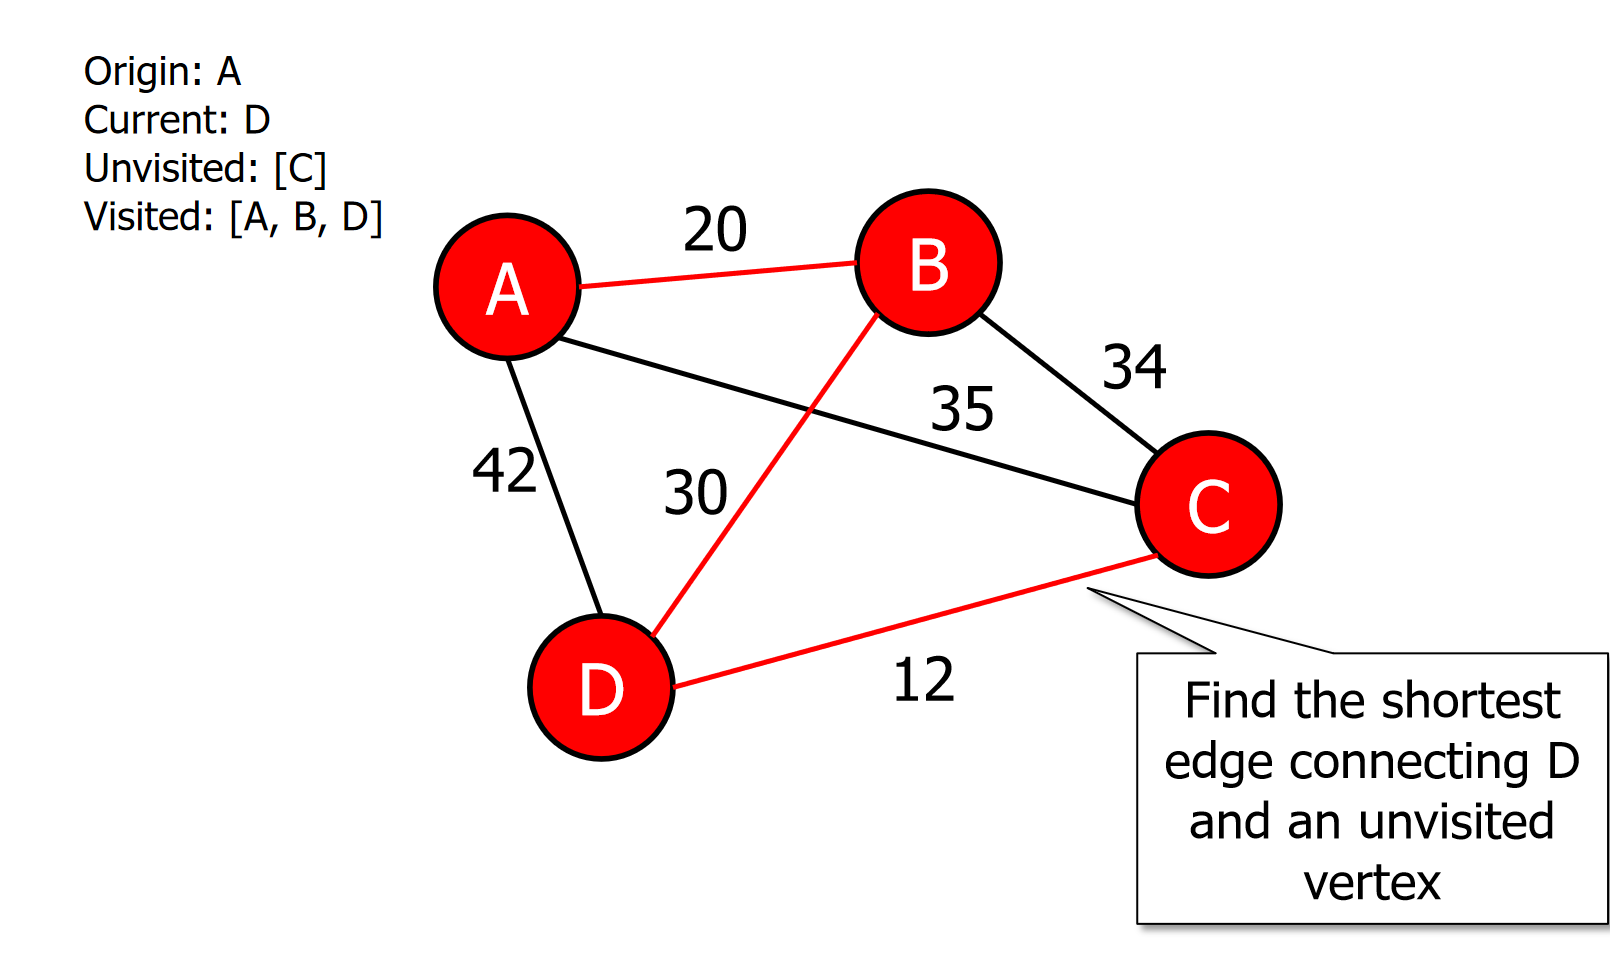 Origin: A
Current: D
Unvisited: [C]
Visited: [A, B, D]
20
B
A
34
35
42
30
C
D
12
Find the shortest
edge connecting D
and an unvisited
vertex